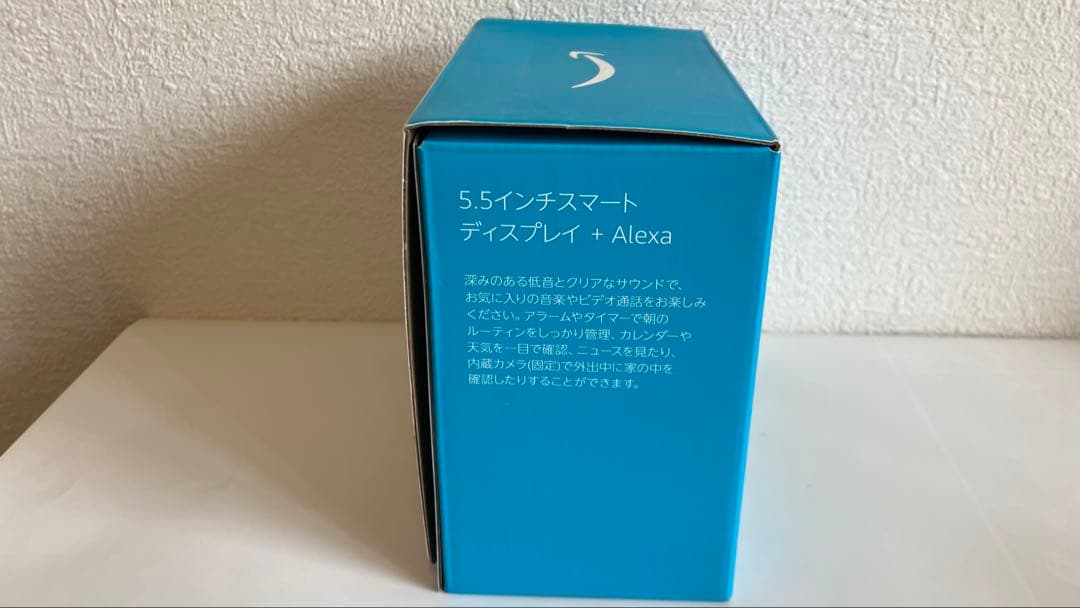 5.5インチスマート
ディスプレイ + Alexa
深みのある低音とクリアなサウンドで、
お気に入りの音楽やビデオ通話をお楽しみ
ください。アラームやタイマーで朝の
ルーティンをしっかり管理、カレンダーや
天気を一目で確認、ニュースを見たり、
内蔵カメラ(固定)で外出中に家の中を
確認したりすることができます。